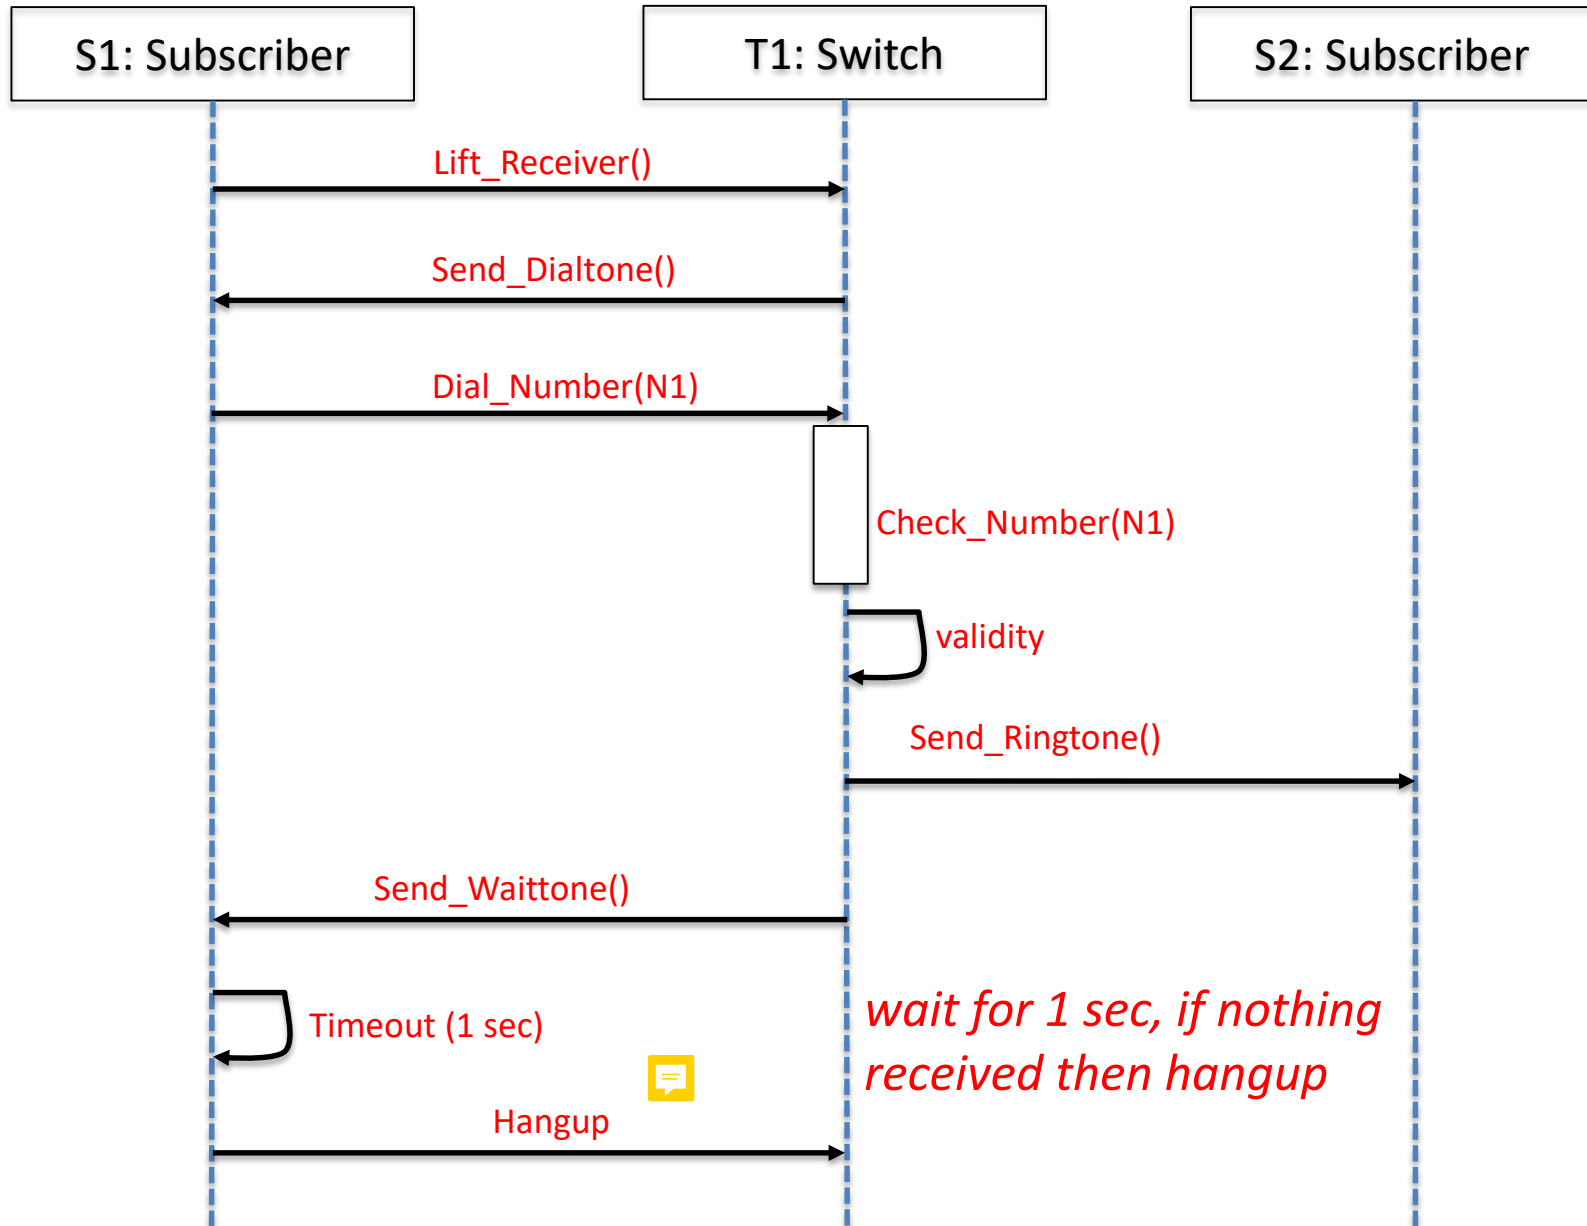 S1: Subscriber
T1: Switch
S2: Subscriber
Lift_Receiver()
Send_Dialtone()
Dial_Number(N1)
Check_Number(N1)
validity
Send_Ringtone()
Send_Waittone()
Timeout (1 sec)
wait for 1 sec, if nothing
received then hangup
Hangup